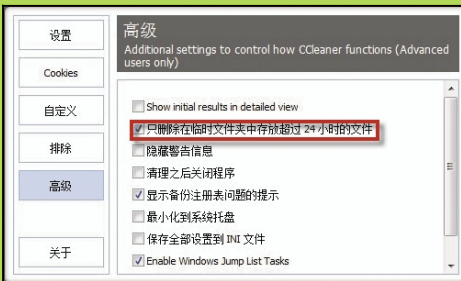 设置
Cookies
自定义
排除
高级
关于
高级
Additional settings to control how CCleaner functions (Advanced
users only)
Show initial results in detailed view
只删除在临时文件夹中存放超过 24 小时的文件
隐藏警告信息
清理之后关闭程序
显示备份注册表问题的提示
最小化到系统托盘
保存全部设置到 INI 文件
Enable Windows Jump List Tasks